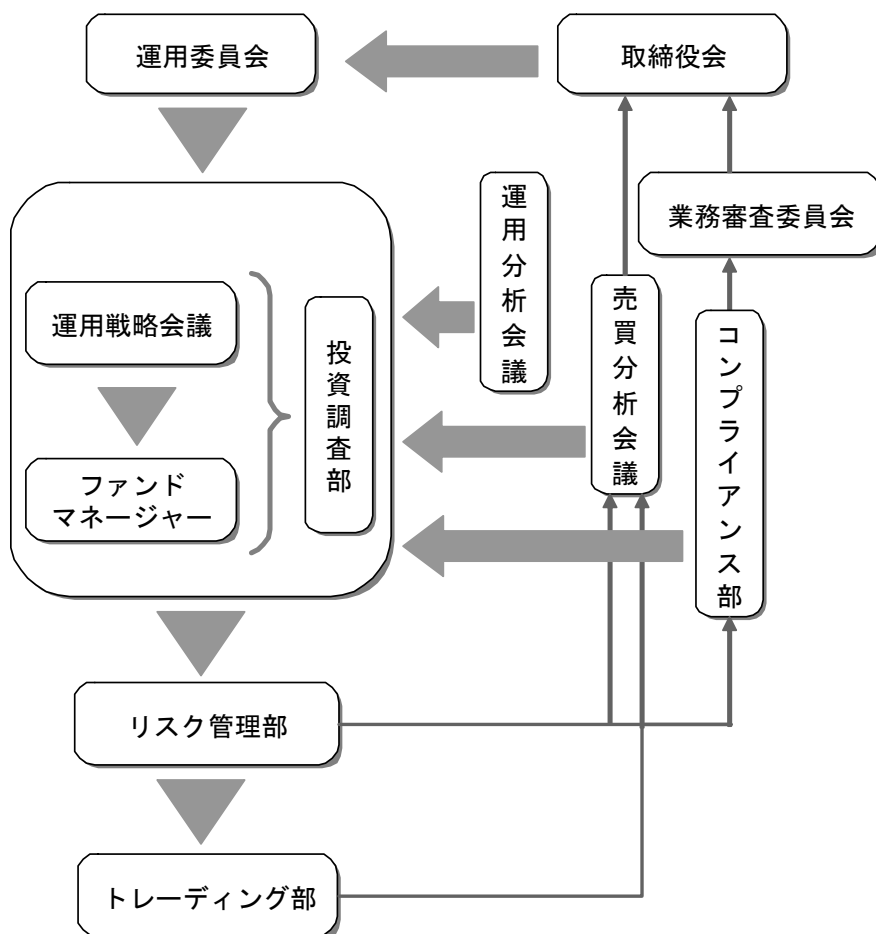 運用委員会
取締役会
運用分析会議
業務審査委員会
売買分析会議
運用戦略会議
投資調査部
コンプライアンス部
ファンド
マネージャー
リスク管理部
トレーディング部